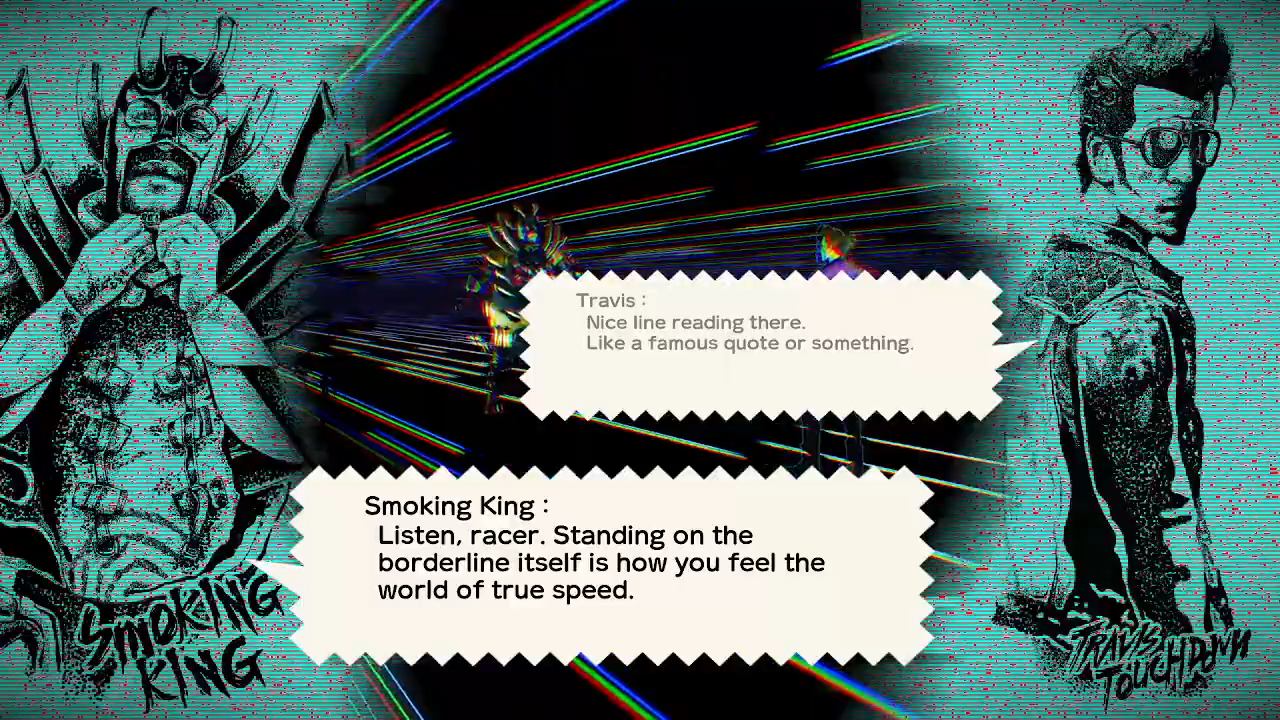 Travis :
Nice line reading there.
Like a famous quote or something.
Smoking King :
Listen, racer. Standing on the
borderline itself is how you feel the
world of true speed.
SMOKING
KING
TRAVIS
TOUCHDOWN